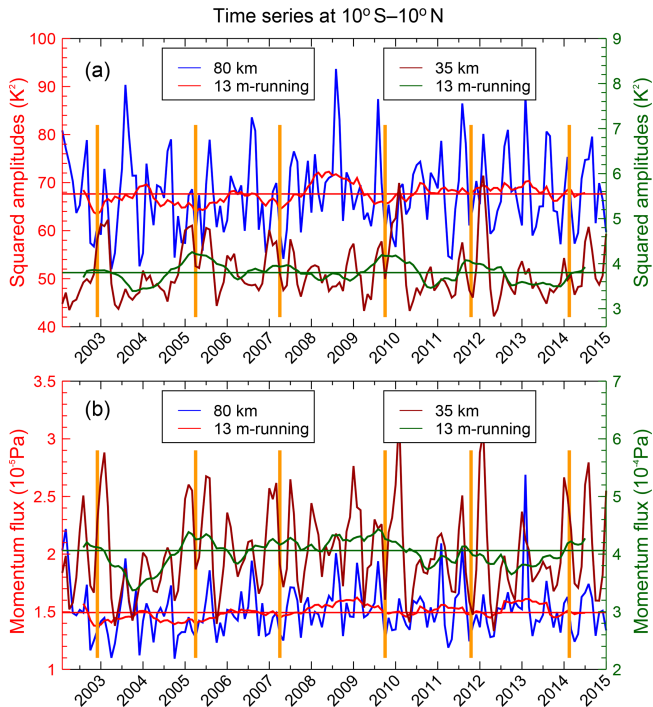 Time series at 10° S–10° N
(a)
80 km
13 m-running
35 km
13 m-running
Squared amplitudes (K²)
100
90
80
70
60
50
40
Squared amplitudes (K²)
9
8
7
6
5
4
3
2003 2004 2005 2006 2007 2008 2009 2010 2011 2012 2013 2014 2015
(b)
80 km
13 m-running
35 km
13 m-running
Momentum flux (10⁻⁵Pa)
3.5
3
2.5
2
1.5
1
Momentum flux (10⁻⁴Pa)
7
6
5
4
3
2
2003 2004 2005 2006 2007 2008 2009 2010 2011 2012 2013 2014 2015